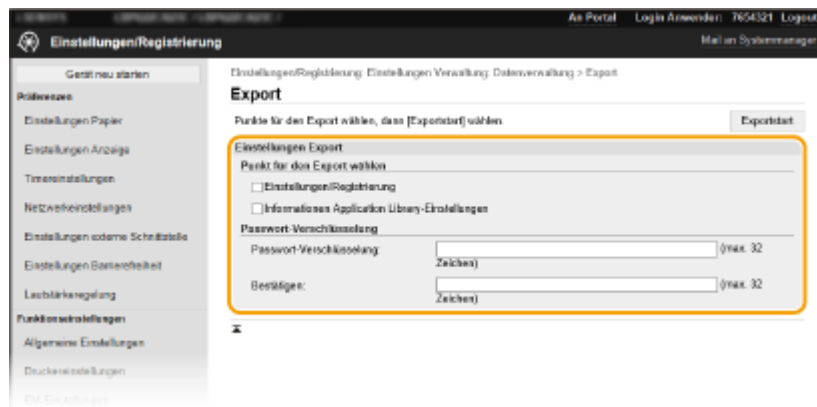 An Portal Login Anwender: 7654321 Logout
Einstellungen/Registrierung
Mail an Systemmanager
Gerät neu starten
Präferenzen
Einstellungen Papier
Einstellungen Anzeige
Timereinstellungen
Netzwerkeinstellungen
Einstellungen externe Schnittstelle
Einstellungen Barrierefreiheit
Lautstärkeregelung
Funktionseinstellungen
Allgemeine Einstellungen
Druckereinstellungen
Einstellungen/Registrierung: Einstellungen Verwaltung: Datenverwaltung > Export
Export
Punkte für den Export wählen, dann [Exportstart] wählen.
Exportstart
Einstellungen Export
Punkt für den Export wählen
Einstellungen/Registrierung
Informationen Application Library-Einstellungen
Passwort-Verschlüsselung
Passwort-Verschlüsselung: (max. 32
Zeichen)
Bestätigen: (max. 32
Zeichen)